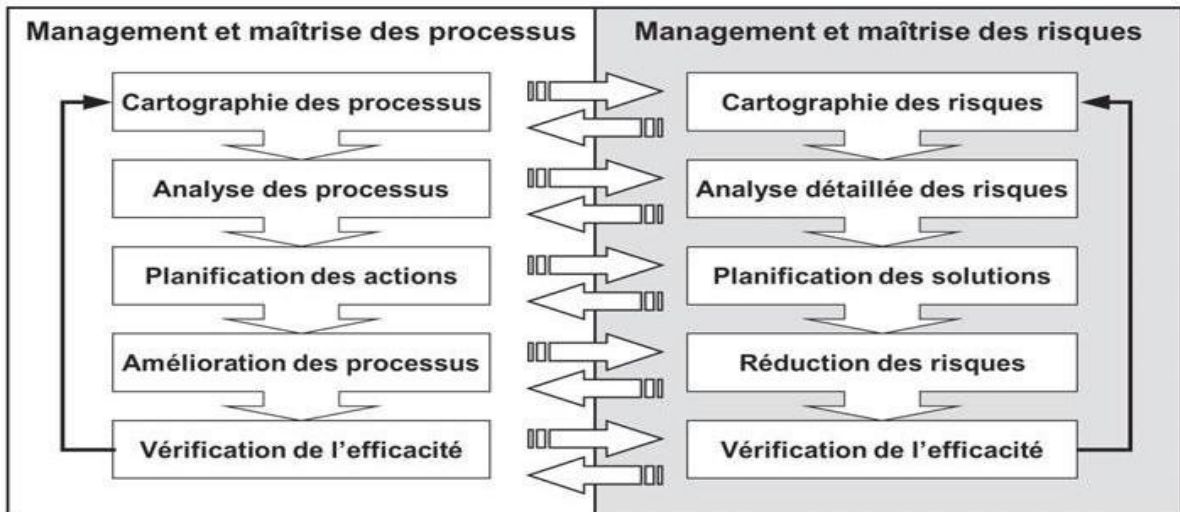 Management et maîtrise des processus
Cartographie des processus
Analyse des processus
Planification des actions
Amélioration des processus
Vérification de l'efficacité
Management et maîtrise des risques
Cartographie des risques
Analyse détaillée des risques
Planification des solutions
Réduction des risques
Vérification de l'efficacité